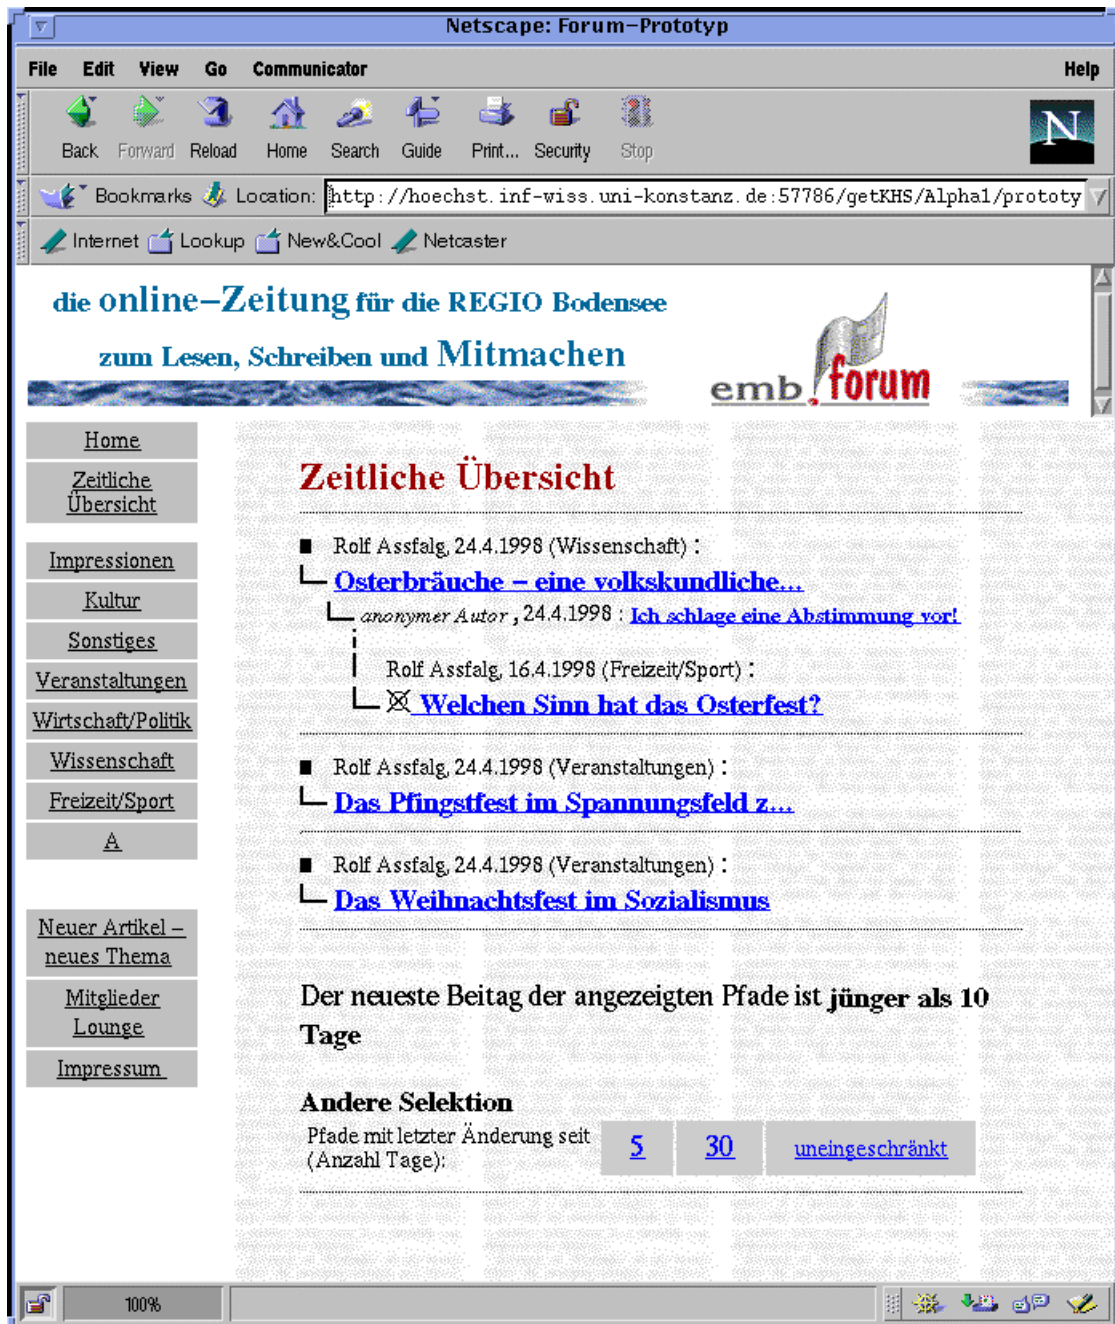 Netscape: Forum-Prototyp
File Edit View Go Communicator Help
Back Forward Reload Home Search Guide Print... Security Stop
N
Bookmarks Location: http://hoechst.inf-wiss.uni-konstanz.de:57786/getKHS/Alpha1/prototy
Internet Lookup New&Cool Netcaster
die online-Zeitung für die REGIO Bodensee
zum Lesen, Schreiben und Mitmachen
emb.forum
Home
Zeitliche
Übersicht
Impressionen
Kultur
Sonstiges
Veranstaltungen
Wirtschaft/Politik
Wissenschaft
Freizeit/Sport
A
Neuer Artikel –
neues Thema
Mitglieder
Lounge
Impressum
Zeitliche Übersicht
Rolf Assfalg, 24.4.1998 (Wissenschaft) :
Osterbräuche – eine volkskundliche...
anonymer Autor , 24.4.1998 : Ich schlage eine Abstimmung vor!
Rolf Assfalg, 16.4.1998 (Freizeit/Sport) :
Welchen Sinn hat das Osterfest?
Rolf Assfalg, 24.4.1998 (Veranstaltungen) :
Das Pfingstfest im Spannungsfeld z...
Rolf Assfalg, 24.4.1998 (Veranstaltungen) :
Das Weihnachtsfest im Sozialismus
Der neueste Beitag der angezeigten Pfade ist jünger als 10
Tage
Andere Selektion
Pfade mit letzter Änderung seit
(Anzahl Tage):
5 30 uneingeschränkt
100%